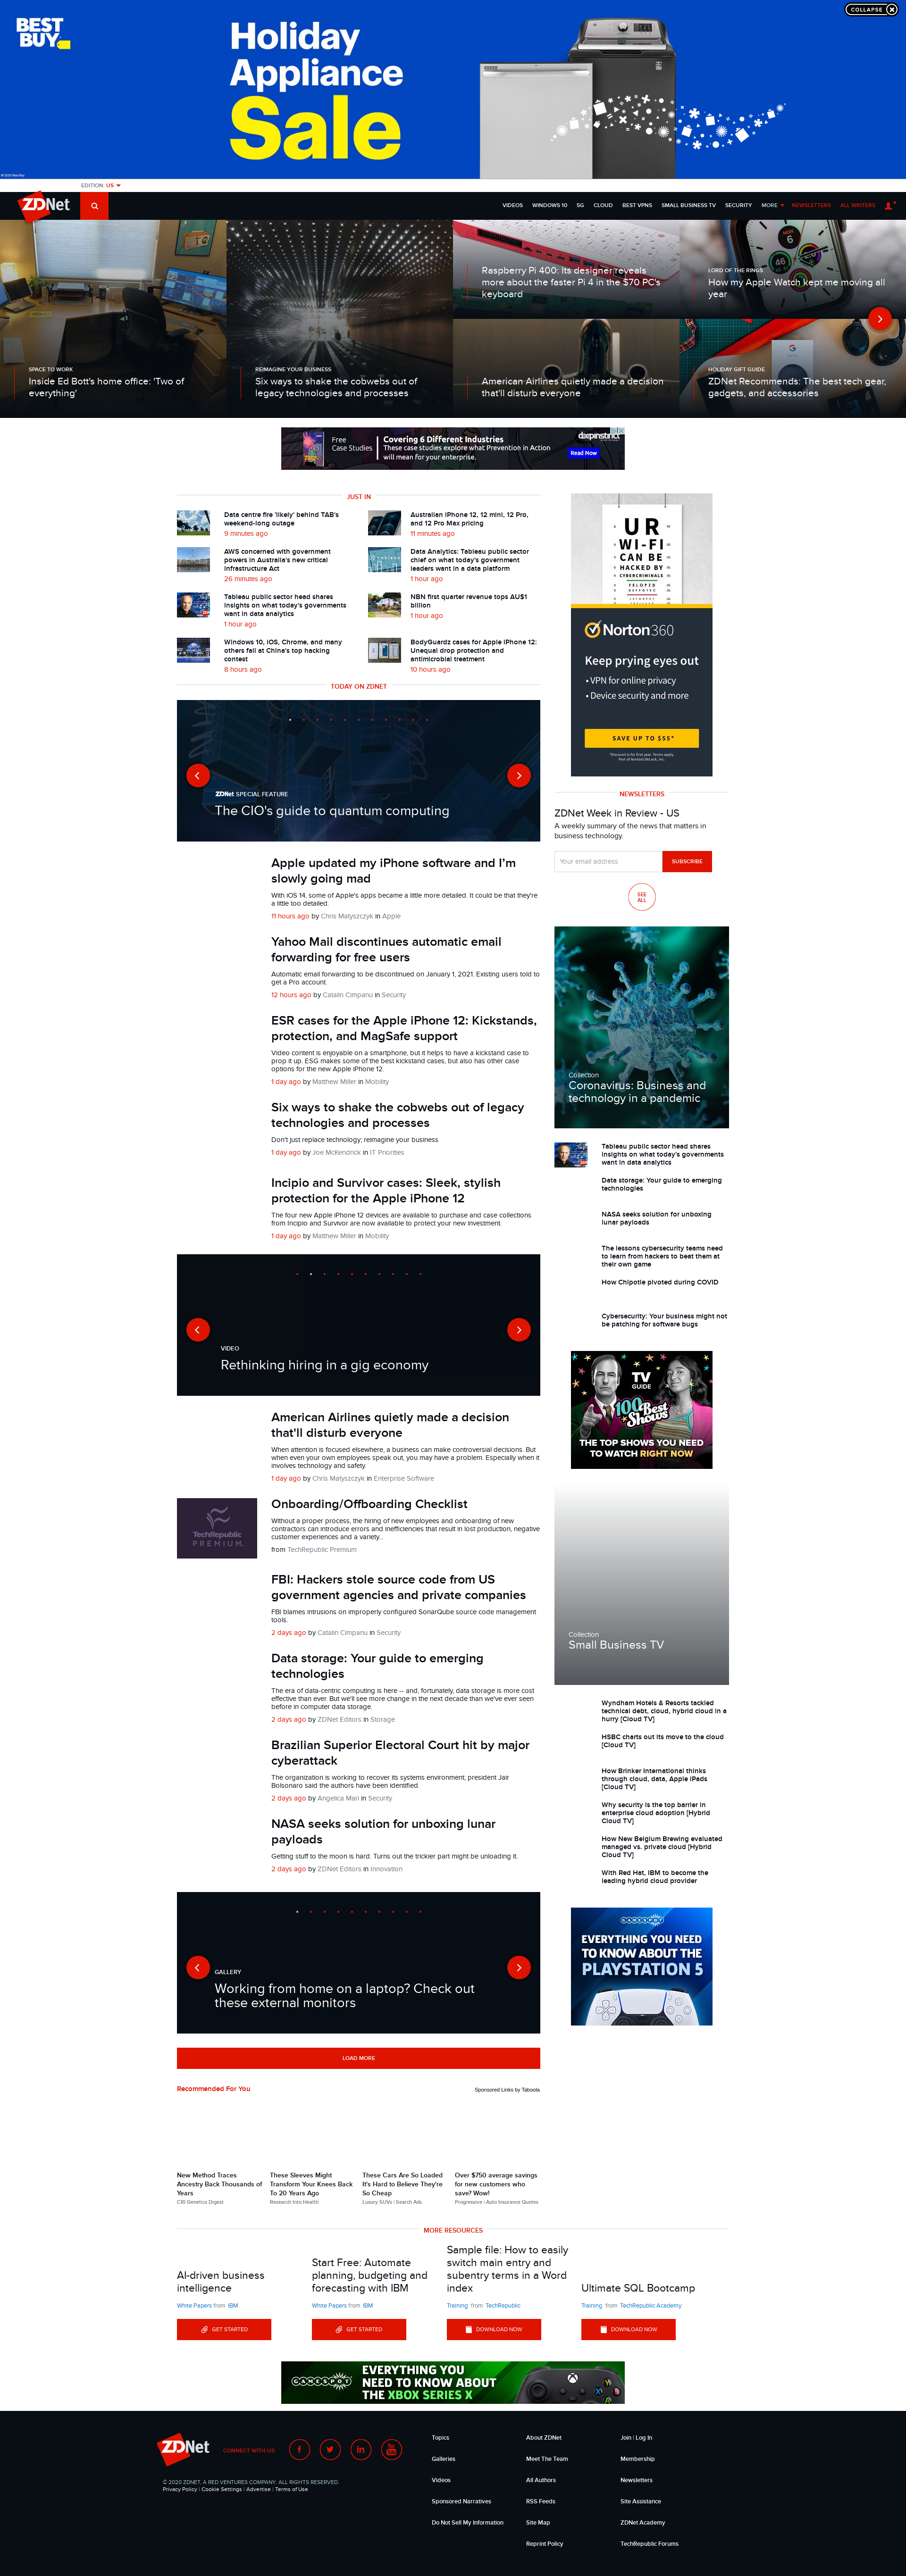 COLLAPSE
BEST
BUY
Holiday
Appliance
Sale
© 2020 Best Buy
EDITION: US
ZDNet
VIDEOS
WINDOWS 10
5G
CLOUD
BEST VPNS
SMALL BUSINESS TV
SECURITY
MORE
NEWSLETTERS
ALL WRITERS
SPACE TO WORK
Inside Ed Bott's home office: 'Two of
everything'
REIMAGINE YOUR BUSINESS
Six ways to shake the cobwebs out of
legacy technologies and processes
Raspberry Pi 400: Its designer reveals
more about the faster Pi 4 in the $70 PC's
keyboard
LORD OF THE RINGS
How my Apple Watch kept me moving all
year
American Airlines quietly made a decision
that'll disturb everyone
HOLIDAY GIFT GUIDE
ZDNet Recommends: The best tech gear,
gadgets, and accessories
Free
Case Studies
Covering 6 Different Industries
These case studies explore what Prevention in Action
will mean for your enterprise.
deepinstinct
Read Now
JUST IN
Data centre fire 'likely' behind TAB's
weekend-long outage
9 minutes ago
Australian iPhone 12, 12 mini, 12 Pro,
and 12 Pro Max pricing
11 minutes ago
AWS concerned with government
powers in Australia's new critical
infrastructure Act
26 minutes ago
Data Analytics: Tableau public sector
chief on what today's government
leaders want in a data platform
1 hour ago
Tableau public sector head shares
insights on what today's governments
want in data analytics
1 hour ago
NBN first quarter revenue tops AU$1
billion
1 hour ago
Windows 10, iOS, Chrome, and many
others fall at China's top hacking
contest
8 hours ago
BodyGuardz cases for Apple iPhone 12:
Unequal drop protection and
antimicrobial treatment
10 hours ago
TODAY ON ZDNET
ZDNet SPECIAL FEATURE
The CIO's guide to quantum computing
Apple updated my iPhone software and I'm
slowly going mad
With iOS 14, some of Apple's apps became a little more detailed. It could be that they're
a little too detailed.
11 hours ago by Chris Matyszczyk in Apple
Yahoo Mail discontinues automatic email
forwarding for free users
Automatic email forwarding to be discontinued on January 1, 2021. Existing users told to
get a Pro account.
12 hours ago by Catalin Cimpanu in Security
ESR cases for the Apple iPhone 12: Kickstands,
protection, and MagSafe support
Video content is enjoyable on a smartphone, but it helps to have a kickstand case to
prop it up. ESG makes some of the best kickstand cases, but also has other case
options for the new Apple iPhone 12.
1 day ago by Matthew Miller in Mobility
Six ways to shake the cobwebs out of legacy
technologies and processes
Don't just replace technology; reimagine your business
1 day ago by Joe McKendrick in IT Priorities
Incipio and Survivor cases: Sleek, stylish
protection for the Apple iPhone 12
The four new Apple iPhone 12 devices are available to purchase and case collections
from Incipio and Survivor are now available to protect your new investment.
1 day ago by Matthew Miller in Mobility
VIDEO
Rethinking hiring in a gig economy
American Airlines quietly made a decision
that'll disturb everyone
When attention is focused elsewhere, a business can make controversial decisions. But
when even your own employees speak out, you may have a problem. Especially when it
involves technology and safety.
1 day ago by Chris Matyszczyk in Enterprise Software
TechRepublic
PREMIUM.
Onboarding/Offboarding Checklist
Without a proper process, the hiring of new employees and onboarding of new
contractors can introduce errors and inefficiencies that result in lost production, negative
customer experiences and a variety...
from TechRepublic Premium
FBI: Hackers stole source code from US
government agencies and private companies
FBI blames intrusions on improperly configured SonarQube source code management
tools.
2 days ago by Catalin Cimpanu in Security
Data storage: Your guide to emerging
technologies
The era of data-centric computing is here -- and, fortunately, data storage is more cost
effective than ever. But we'll see more change in the next decade than we've ever seen
before in computer data storage.
2 days ago by ZDNet Editors in Storage
Brazilian Superior Electoral Court hit by major
cyberattack
The organization is working to recover its systems environment; president Jair
Bolsonaro said the authors have been identified.
2 days ago by Angelica Mari in Security
NASA seeks solution for unboxing lunar
payloads
Getting stuff to the moon is hard. Turns out the trickier part might be unloading it.
2 days ago by ZDNet Editors in Innovation
GALLERY
Working from home on a laptop? Check out
these external monitors
LOAD MORE
UR
WI-FI
CAN BE
HACKED BY
CYBERCRIMINALS
Norton360
Keep prying eyes out
• VPN for online privacy
• Device security and more
SAVE UP TO $55*
*Discount is for first year. Terms apply.
Part of NortonLifeLock, Inc.
NEWSLETTERS
ZDNet Week in Review - US
A weekly summary of the news that matters in
business technology.
Your email address
SUBSCRIBE
SEE
ALL
Collection
Coronavirus: Business and
technology in a pandemic
Tableau public sector head shares
insights on what today's governments
want in data analytics
Data storage: Your guide to emerging
technologies
NASA seeks solution for unboxing
lunar payloads
The lessons cybersecurity teams need
to learn from hackers to beat them at
their own game
How Chipotle pivoted during COVID
Cybersecurity: Your business might not
be patching for software bugs
TV
GUIDE
100 Best
Shows
THE TOP SHOWS YOU NEED
TO WATCH RIGHT NOW
Collection
Small Business TV
Wyndham Hotels & Resorts tackled
technical debt, cloud, hybrid cloud in a
hurry [Cloud TV]
HSBC charts out its move to the cloud
[Cloud TV]
How Brinker International thinks
through cloud, data, Apple iPads
[Cloud TV]
Why security is the top barrier in
enterprise cloud adoption [Hybrid
Cloud TV]
How New Belgium Brewing evaluated
managed vs. private cloud [Hybrid
Cloud TV]
With Red Hat, IBM to become the
leading hybrid cloud provider
GAMESPOT
EVERYTHING YOU NEED
TO KNOW ABOUT THE
PLAYSTATION 5
Recommended For You
Sponsored Links by Taboola
New Method Traces
Ancestry Back Thousands of
Years
CRI Genetics Digest
These Sleeves Might
Transform Your Knees Back
To 20 Years Ago
Research Into Health
These Cars Are So Loaded
It's Hard to Believe They're
So Cheap
Luxury SUVs | Search Ads
Over $750 average savings
for new customers who
save? Wow!
Progressive | Auto Insurance Quotes
MORE RESOURCES
AI-driven business
intelligence
White Papers from IBM
GET STARTED
Start Free: Automate
planning, budgeting and
forecasting with IBM
White Papers from IBM
GET STARTED
Sample file: How to easily
switch main entry and
subentry terms in a Word
index
Training from TechRepublic
DOWNLOAD NOW
Ultimate SQL Bootcamp
Training from TechRepublic Academy
DOWNLOAD NOW
GAMESPOT
EVERYTHING YOU
NEED TO KNOW ABOUT
THE XBOX SERIES X
ZDNet
CONNECT WITH US
© 2020 ZDNET, A RED VENTURES COMPANY. ALL RIGHTS RESERVED.
Privacy Policy | Cookie Settings | Advertise | Terms of Use
Topics
Galleries
Videos
Sponsored Narratives
Do Not Sell My Information
About ZDNet
Meet The Team
All Authors
RSS Feeds
Site Map
Reprint Policy
Join | Log In
Membership
Newsletters
Site Assistance
ZDNet Academy
TechRepublic Forums